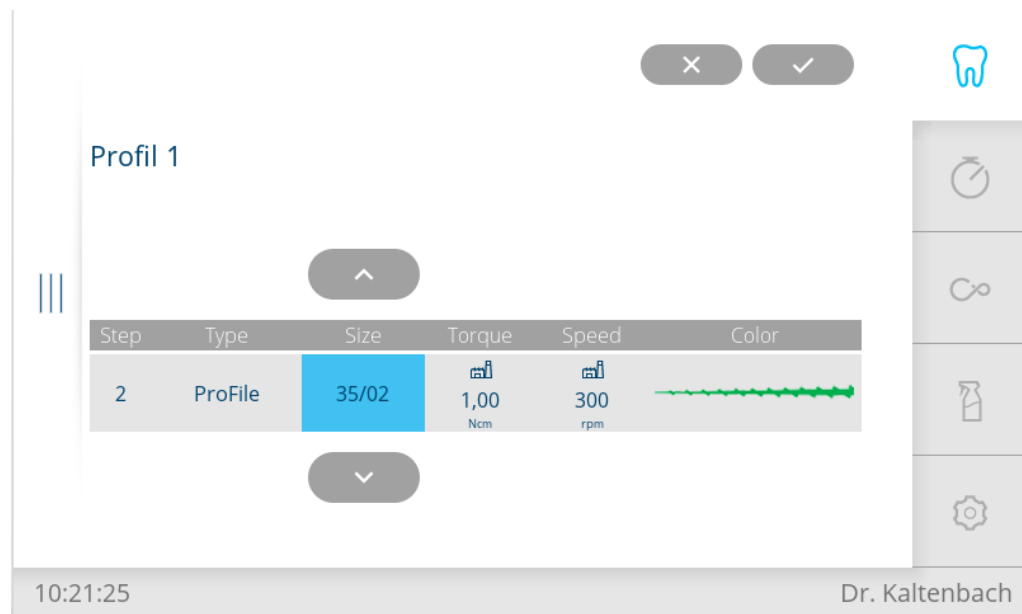 Profil 1
Step Type Size Torque Speed Color
2 ProFile 35/02 1,00 300
Ncm rpm
10:21:25 Dr. Kaltenbach